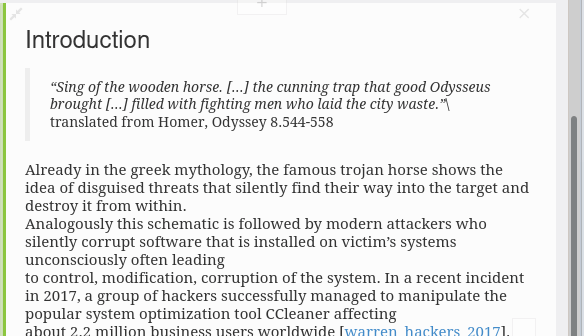 Introduction
“Sing of the wooden horse. […] the cunning trap that good Odysseus
brought […] filled with fighting men who laid the city waste.”\
translated from Homer, Odyssey 8.544-558
Already in the greek mythology, the famous trojan horse shows the
idea of disguised threats that silently find their way into the target and
destroy it from within.
Analogously this schematic is followed by modern attackers who
silently corrupt software that is installed on victim’s systems
unconsciously often leading
to control, modification, corruption of the system. In a recent incident
in 2017, a group of hackers successfully managed to manipulate the
popular system optimization tool CCleaner affecting
about 2.2 million business users worldwide [warren_hackers_2017].